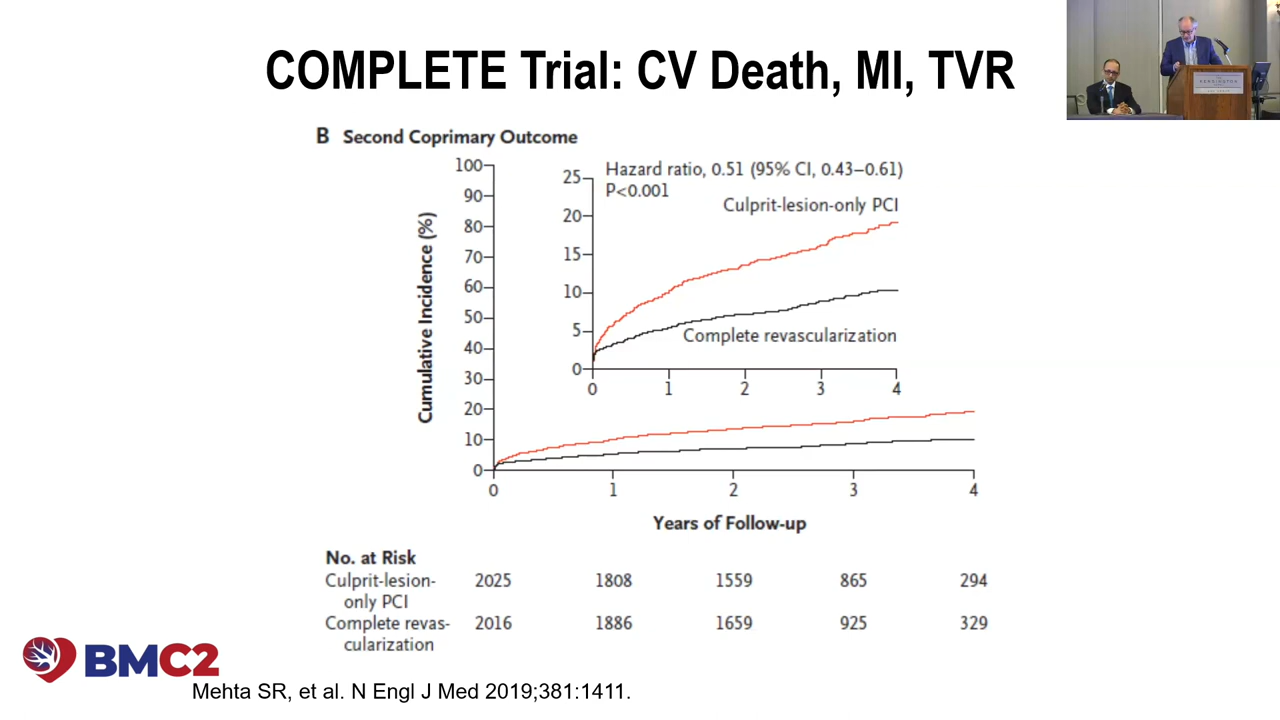 COMPLETE Trial: CV Death, MI, TVR
B Second Coprimary Outcome
Cumulative Incidence (%)
100
90
80
70
60
50
40
30
20
10
0
25
20
15
10
5
0
Hazard ratio, 0.51 (95% CI, 0.43–0.61)
P<0.001
Culprit-lesion-only PCI
Complete revascularization
0 1 2 3 4
0 1 2 3 4
Years of Follow-up
No. at Risk
Culprit-lesion- 2025 1808 1559 865 294
only PCI
Complete revas- 2016 1886 1659 925 329
cularization
BMC2
Mehta SR, et al. N Engl J Med 2019;381:1411.
KENSINGTON